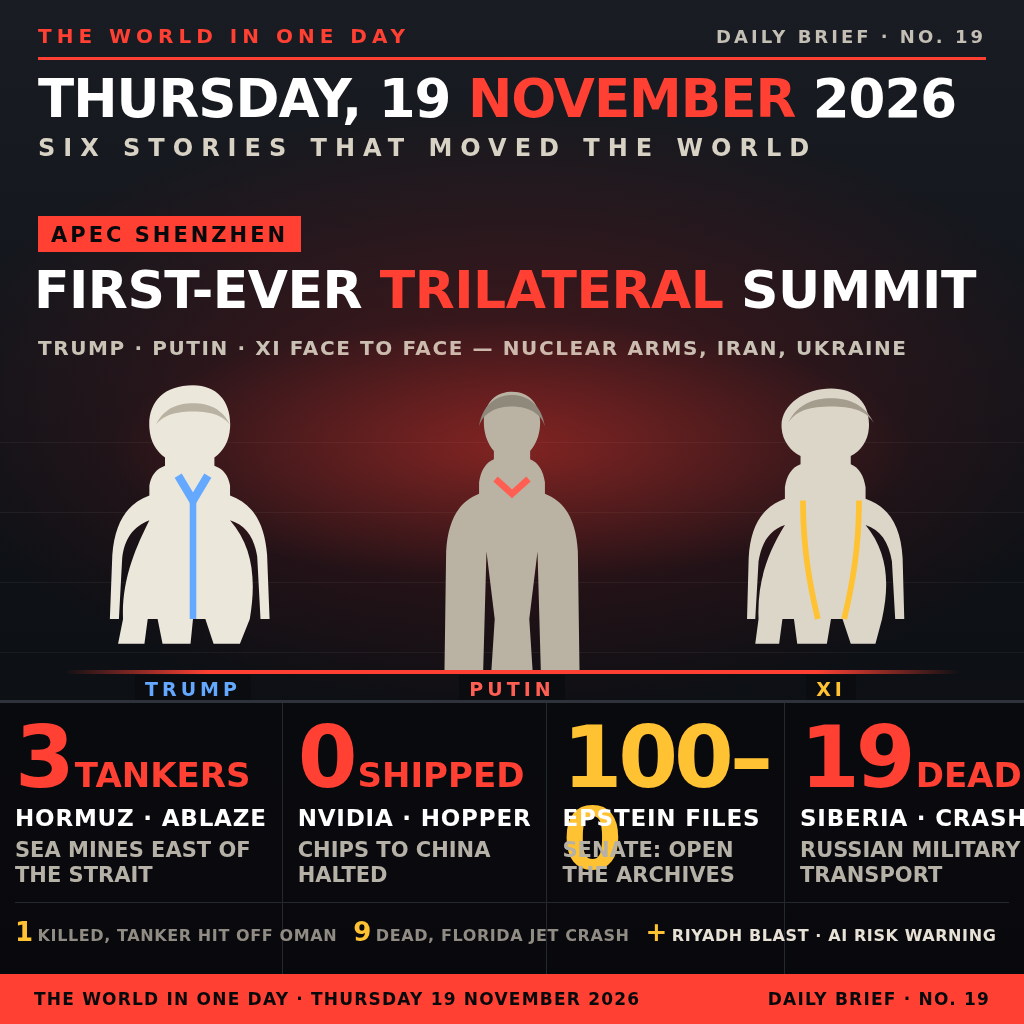 THE WORLD IN ONE DAY
DAILY BRIEF · NO. 19
THURSDAY, 19 NOVEMBER 2026
SIX STORIES THAT MOVED THE WORLD
APEC SHENZHEN
FIRST-EVER TRILATERAL SUMMIT
TRUMP · PUTIN · XI FACE TO FACE — NUCLEAR ARMS, IRAN, UKRAINE
TRUMP
PUTIN
XI
3 TANKERS
HORMUZ · ABLAZE
SEA MINES EAST OF
THE STRAIT
0 SHIPPED
NVIDIA · HOPPER
CHIPS TO CHINA
HALTED
100–
0
EPSTEIN FILES
SENATE: OPEN
THE ARCHIVES
19 DEAD
SIBERIA · CRASH
RUSSIAN MILITARY
TRANSPORT
1 KILLED, TANKER HIT OFF OMAN
9 DEAD, FLORIDA JET CRASH
+ RIYADH BLAST · AI RISK WARNING
THE WORLD IN ONE DAY · THURSDAY 19 NOVEMBER 2026
DAILY BRIEF · NO. 19